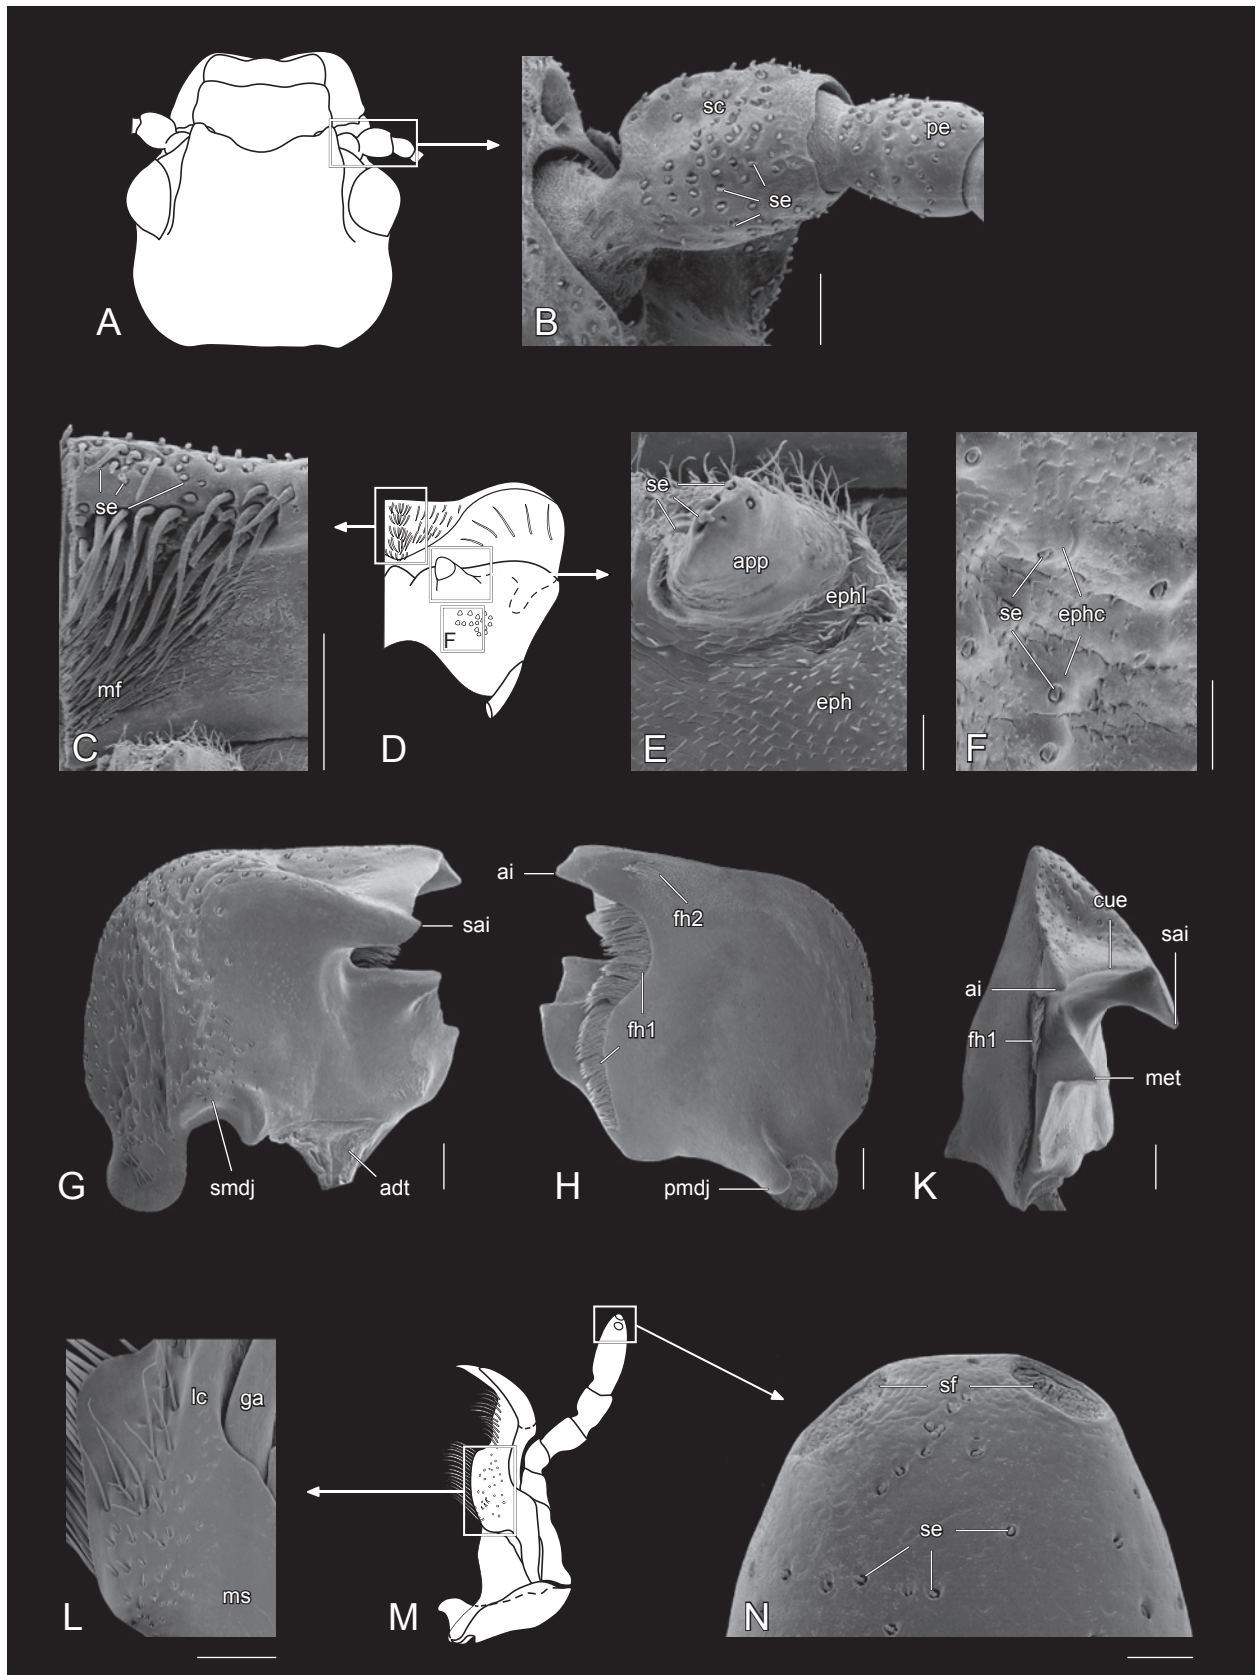 sc
pe
se
A
B
se
mf
C
D
F
se
app
ephl
eph
E
se
ephc
F
ai
sai
fh2
fh1
smdj
adt
G
pmdj
H
cue
sai
ai
fh1
met
K
lc
ga
ms
L
M
sf
se
N